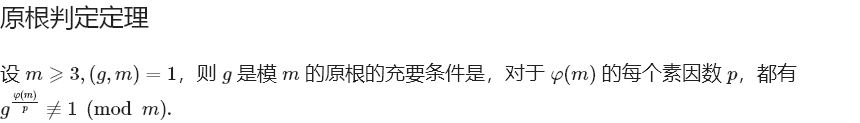 原根判定定理
设 m ⩾ 3, (g, m) = 1，则 g 是模 m 的原根的充要条件是，对于 φ(m) 的每个素因数 p，都有
g^{\frac{φ(m)}{p}} ≢ 1 (mod m).